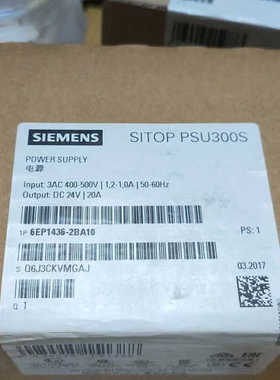 SIEMENS
SITOP PSU300S
POWER SUPPLY
电源
Input: 3AC 400-500V | 1,2-1,0A | 50-60Hz
Output: DC 24V | 20A
1P 6EP1436-2BA10
PS: 1
S Q6J3CKVMGAJ
03.2017
Q 1